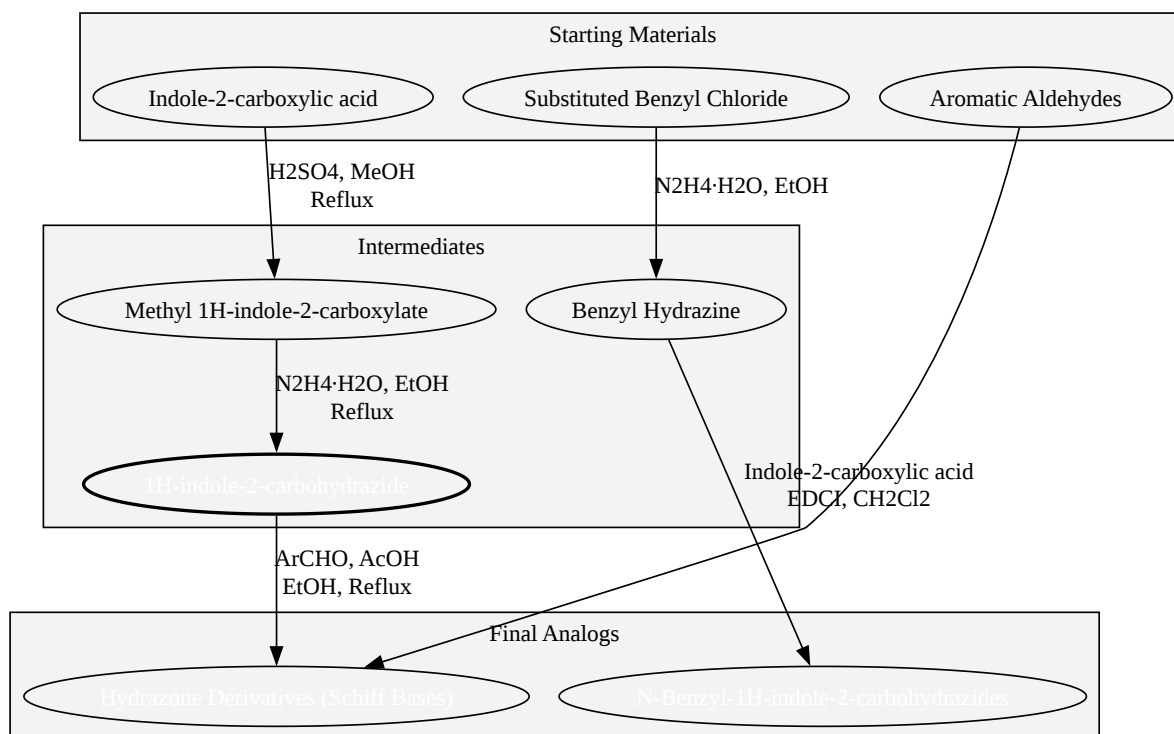 Starting Materials
Indole-2-carboxylic acid
Substituted Benzyl Chloride
Aromatic Aldehydes
H2SO4, MeOH
Reflux
N2H4·H2O, EtOH
Intermediates
Methyl 1H-indole-2-carboxylate
Benzyl Hydrazine
N2H4·H2O, EtOH
Reflux
1H-indole-2-carbohydrazide
Indole-2-carboxylic acid
EDCI, CH2Cl2
ArCHO, AcOH
EtOH, Reflux
Final Analogs
Hydrazone Derivatives (Schiff Bases)
N-Benzyl-1H-indole-2-carbohydrazides